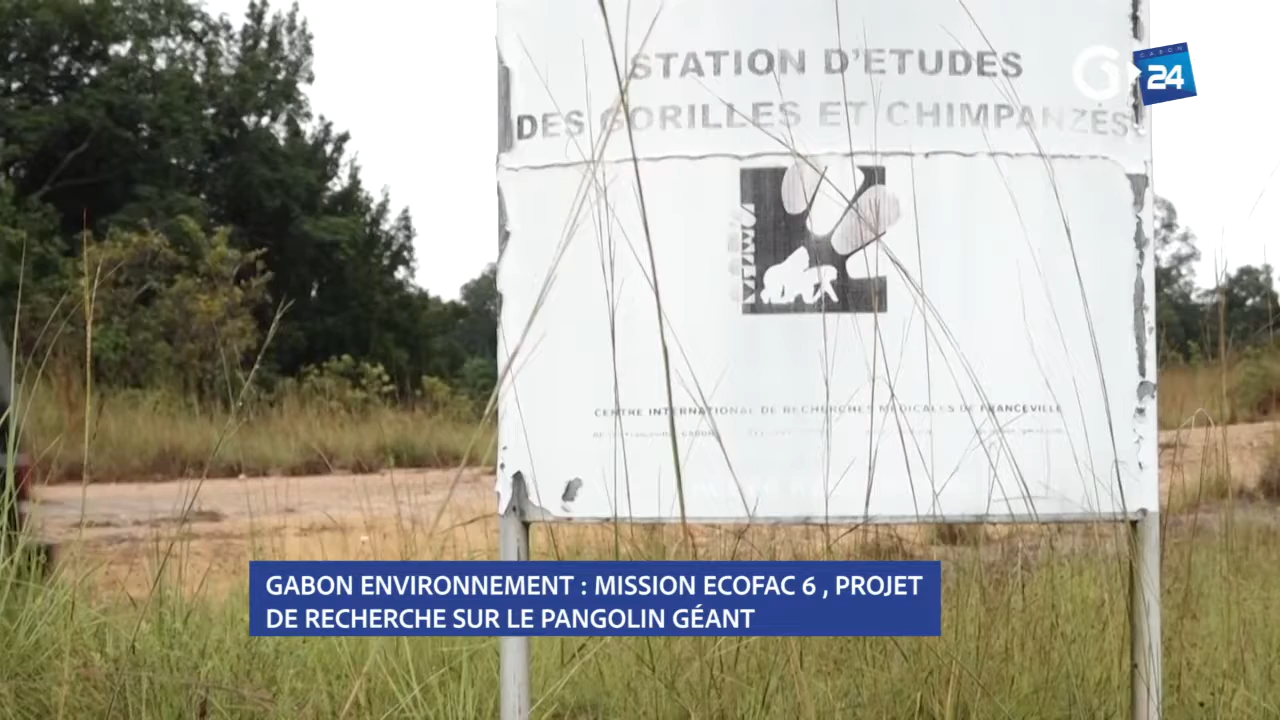 STATION D'ETUDES
DES GORILLES ET CHIMPANZÉS
GABON
24
CENTRE INTERNATIONAL DE RECHERCHES MEDICALES DE FRANCEVILLE
GABON ENVIRONNEMENT : MISSION ECOFAC 6 , PROJET
DE RECHERCHE SUR LE PANGOLIN GÉANT